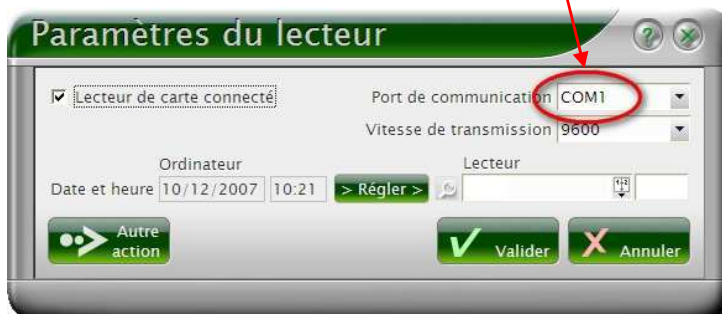 Paramètres du lecteur
Lecteur de carte connecté
Port de communication COM1
Vitesse de transmission 9600
Ordinateur
Lecteur
Date et heure 10/12/2007 10:21 > Régler >
Autre
action
Valider
Annuler